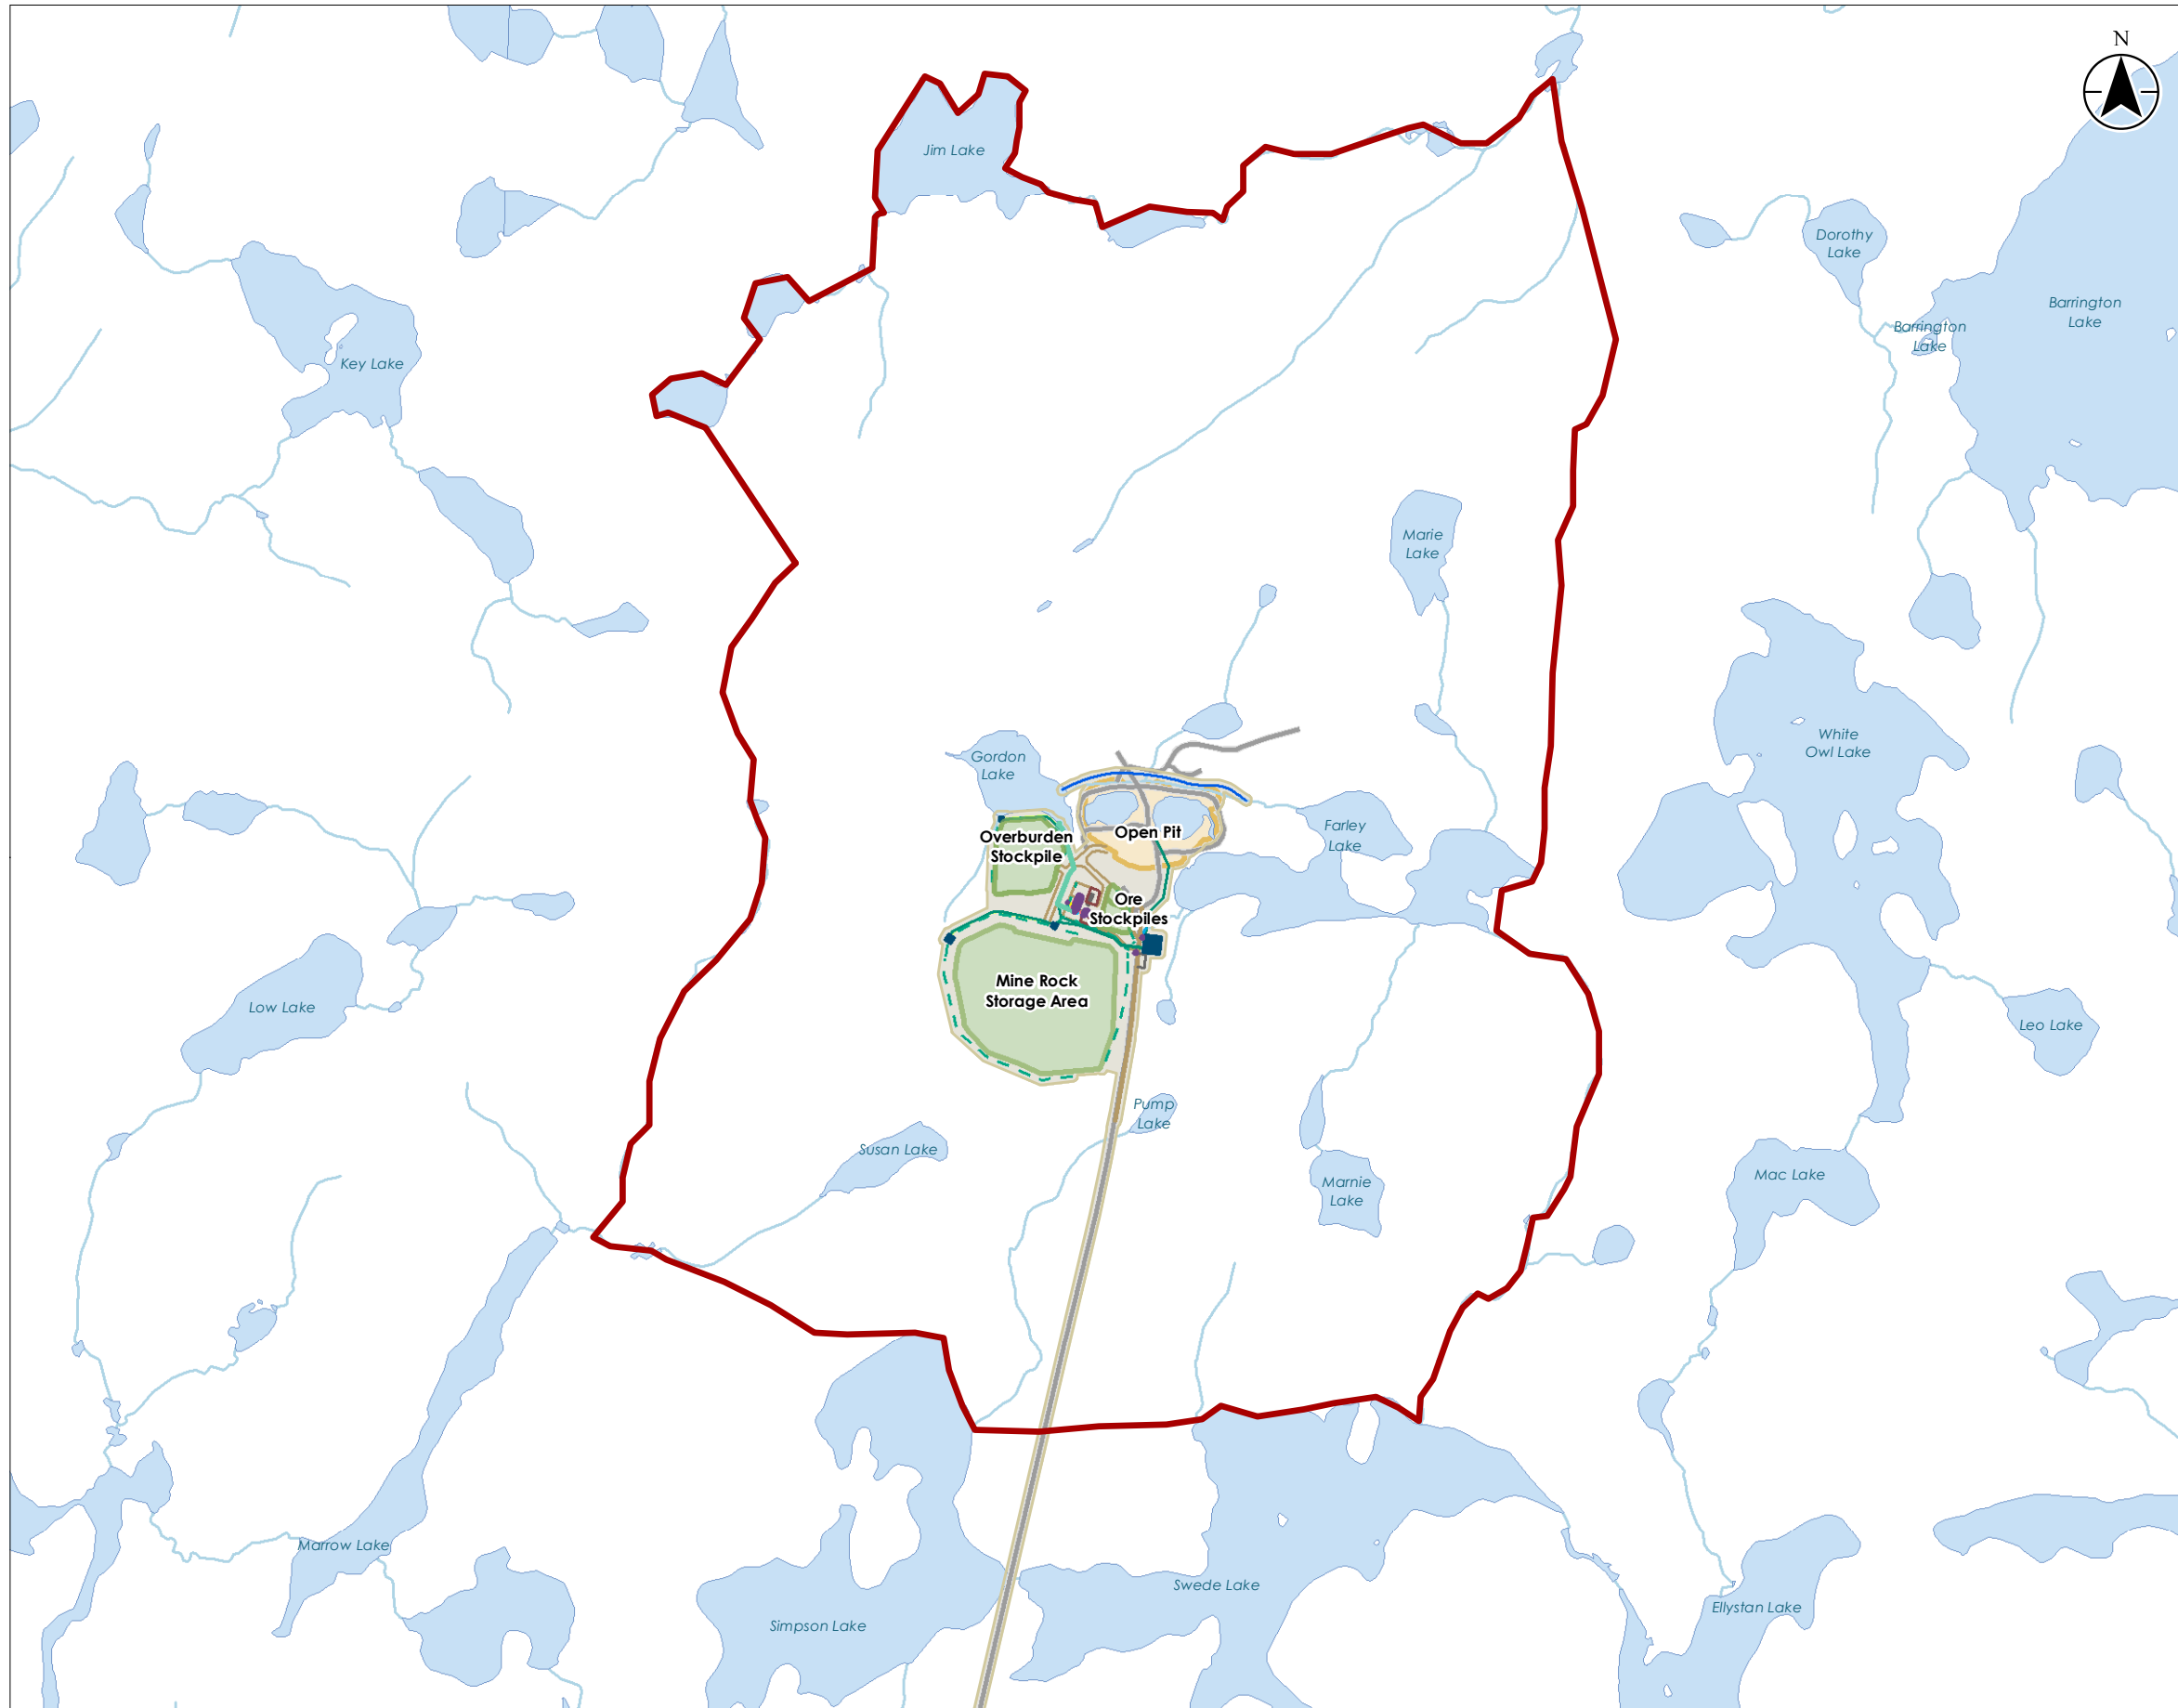 N
Jim Lake
Dorothy
Lake
Barrington
Lake
Barrington
Lake
Key Lake
Marie
Lake
White
Owl Lake
Gordon
Lake
Farley
Lake
Open Pit
Overburden
Stockpile
Ore
Stockpiles
Mine Rock
Storage Area
Low Lake
Leo Lake
Pump
Lake
Susan Lake
Marnie
Lake
Mac Lake
Marrow Lake
Swede Lake
Ellystan Lake
Simpson Lake